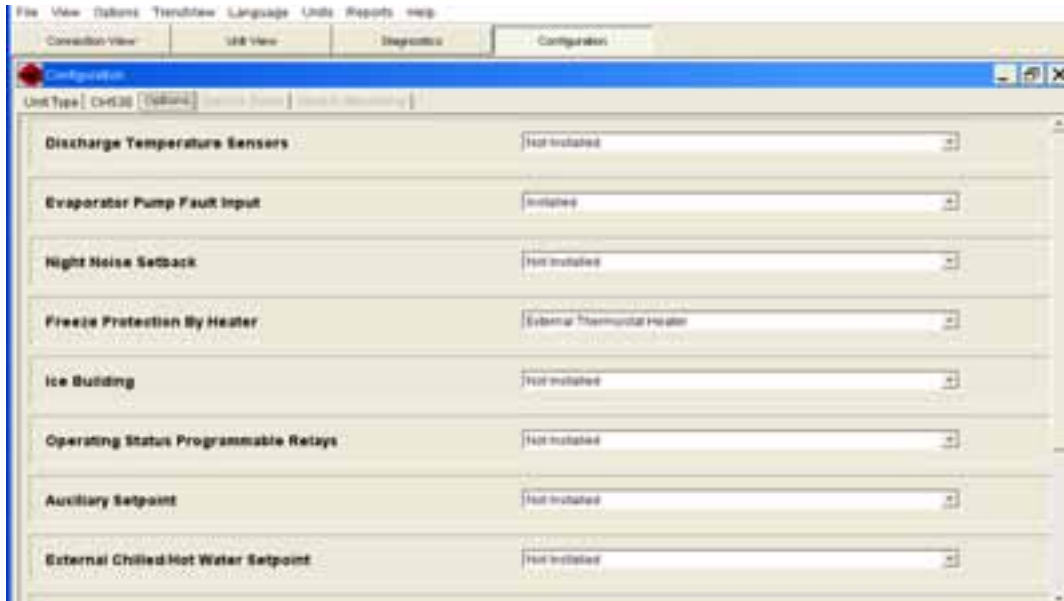 File View Options TrendView Language Units Reports Help
Connection View Unit View Diagnostics Configuration
Configuration
Unit Type CH530 Options
Discharge Temperature Sensors Not Installed
Evaporator Pump Fault Input Installed
Night Noise Setback Not Installed
Freeze Protection By Heater External Thermostat Heater
Ice Building Not Installed
Operating Status Programmable Relays Not Installed
Auxiliary Setpoint Not Installed
External Chilled/Hot Water Setpoint Not Installed